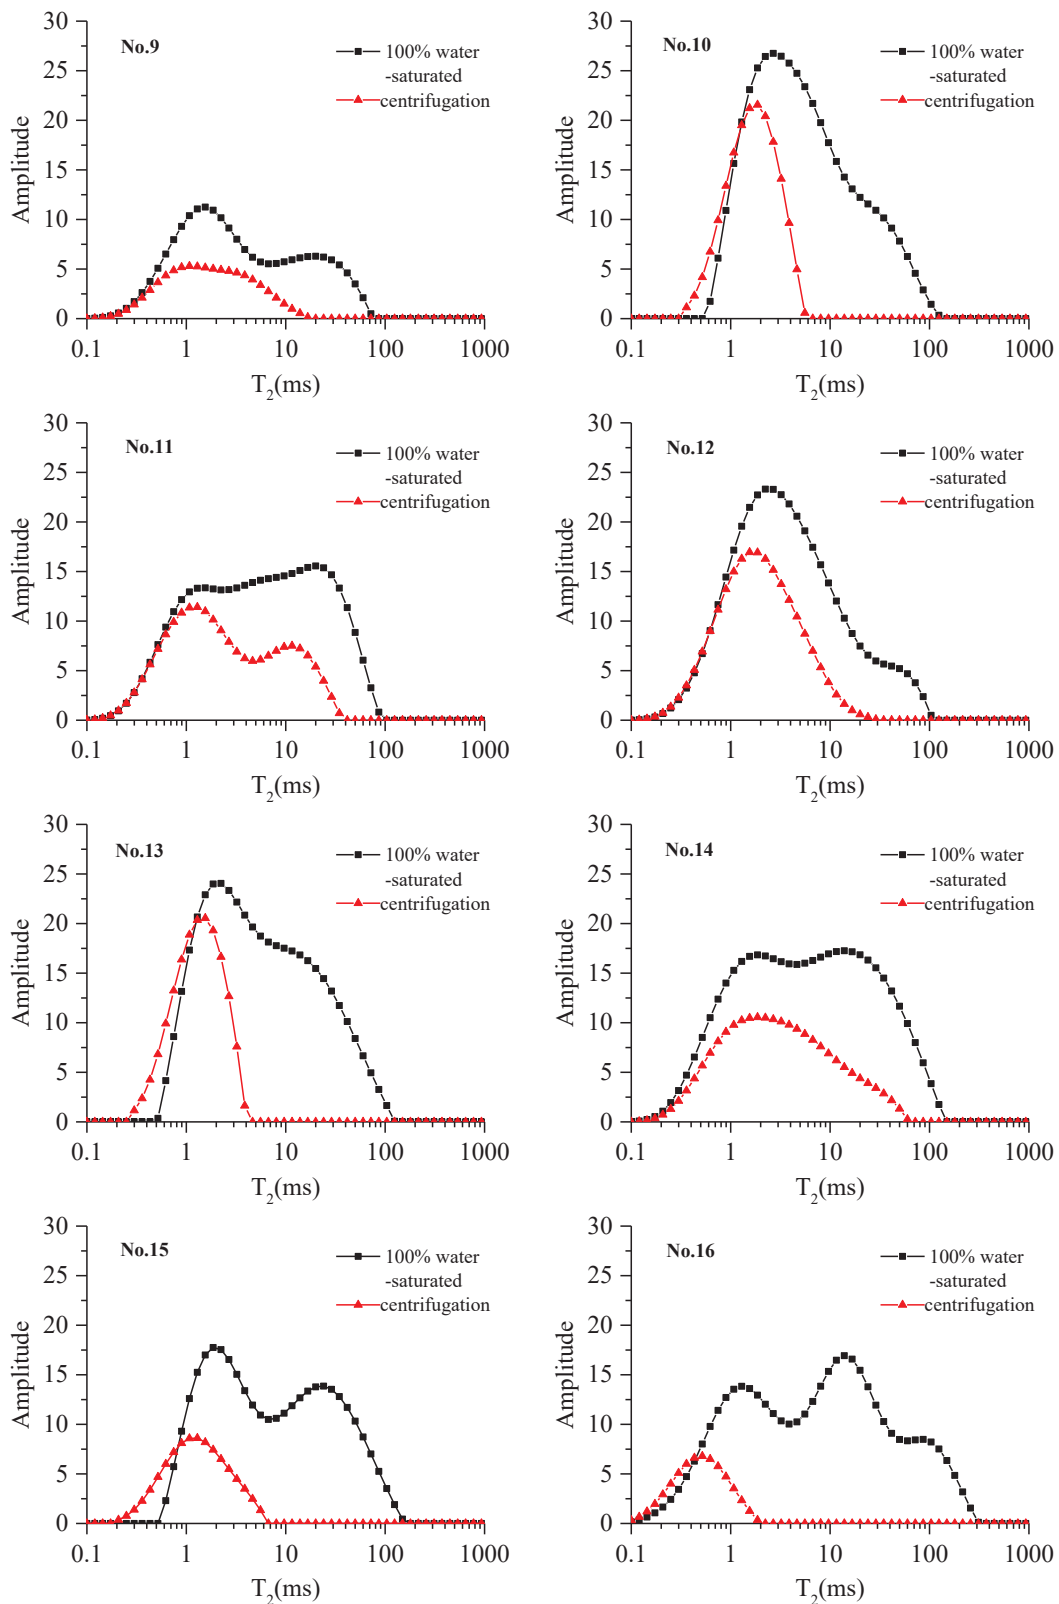 No.9
100% water
-saturated
centrifugation
Amplitude
30
25
20
15
10
5
0
0.1 1 10 100 1000
T2(ms)
No.10
100% water
-saturated
centrifugation
Amplitude
30
25
20
15
10
5
0
0.1 1 10 100 1000
T2(ms)
No.11
100% water
-saturated
centrifugation
Amplitude
30
25
20
15
10
5
0
0.1 1 10 100 1000
T2(ms)
No.12
100% water
-saturated
centrifugation
Amplitude
30
25
20
15
10
5
0
0.1 1 10 100 1000
T2(ms)
No.13
100% water
-saturated
centrifugation
Amplitude
30
25
20
15
10
5
0
0.1 1 10 100 1000
T2(ms)
No.14
100% water
-saturated
centrifugation
Amplitude
30
25
20
15
10
5
0
0.1 1 10 100 1000
T2(ms)
No.15
100% water
-saturated
centrifugation
Amplitude
30
25
20
15
10
5
0
0.1 1 10 100 1000
T2(ms)
No.16
100% water
-saturated
centrifugation
Amplitude
30
25
20
15
10
5
0
0.1 1 10 100 1000
T2(ms)